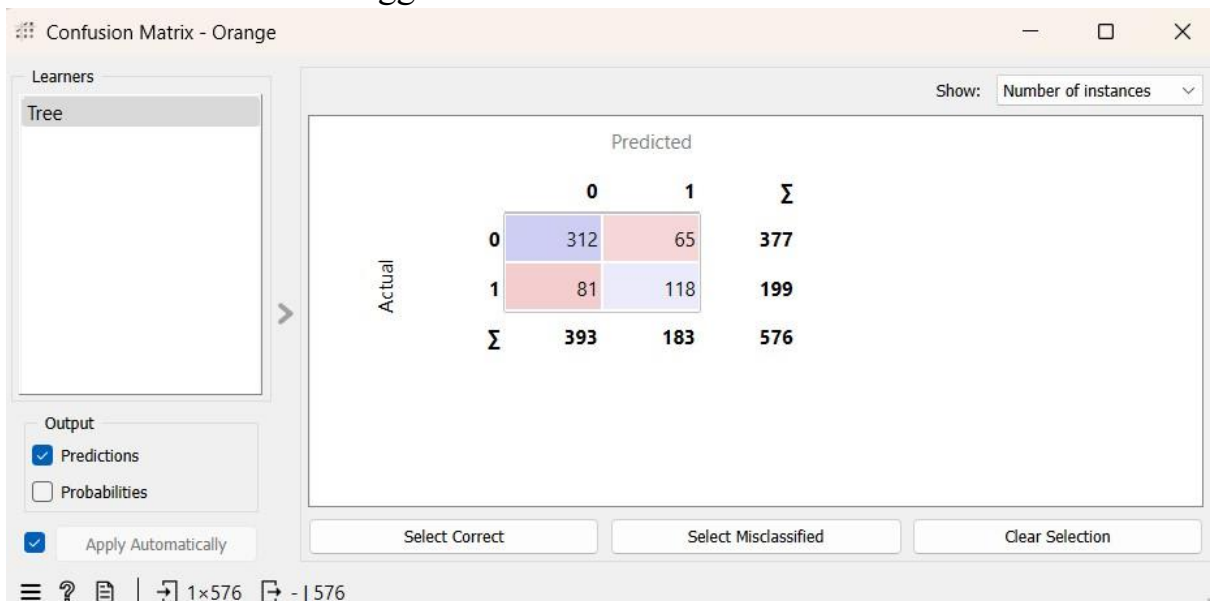 Confusion Matrix - Orange
Learners
Tree
Show: Number of instances
Predicted
0 1 Σ
Actual
0 312 65 377
1 81 118 199
Σ 393 183 576
Output
Predictions
Probabilities
Apply Automatically
Select Correct Select Misclassified Clear Selection
1×576 - | 576